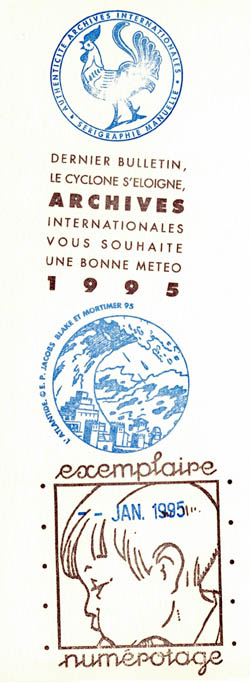 AUTHENTICITE ARCHIVES INTERNATIONALES
• SÉRIGRAPHIE MANUELLE •
DERNIER BULLETIN,
LE CYCLONE S'ELOIGNE,
ARCHIVES
INTERNATIONALES
VOUS SOUHAITE
UNE BONNE METEO
1995
L'ATLANTIDE. © E. P. JACOBS BLAKE ET MORTIMER 95
exemplaire
-- JAN. 1995
numérotage